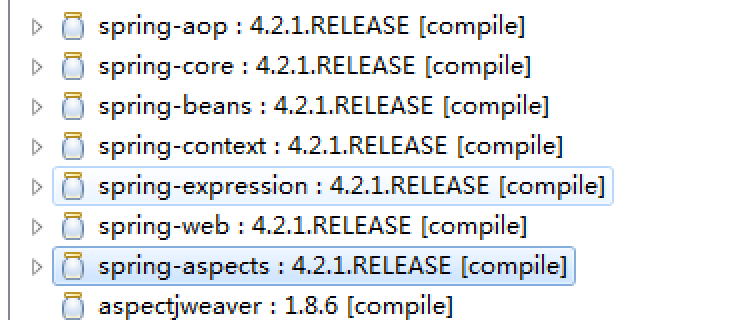 spring-aop : 4.2.1.RELEASE [compile]
spring-core : 4.2.1.RELEASE [compile]
spring-beans : 4.2.1.RELEASE [compile]
spring-context : 4.2.1.RELEASE [compile]
spring-expression : 4.2.1.RELEASE [compile]
spring-web : 4.2.1.RELEASE [compile]
spring-aspects : 4.2.1.RELEASE [compile]
aspectjweaver : 1.8.6 [compile]